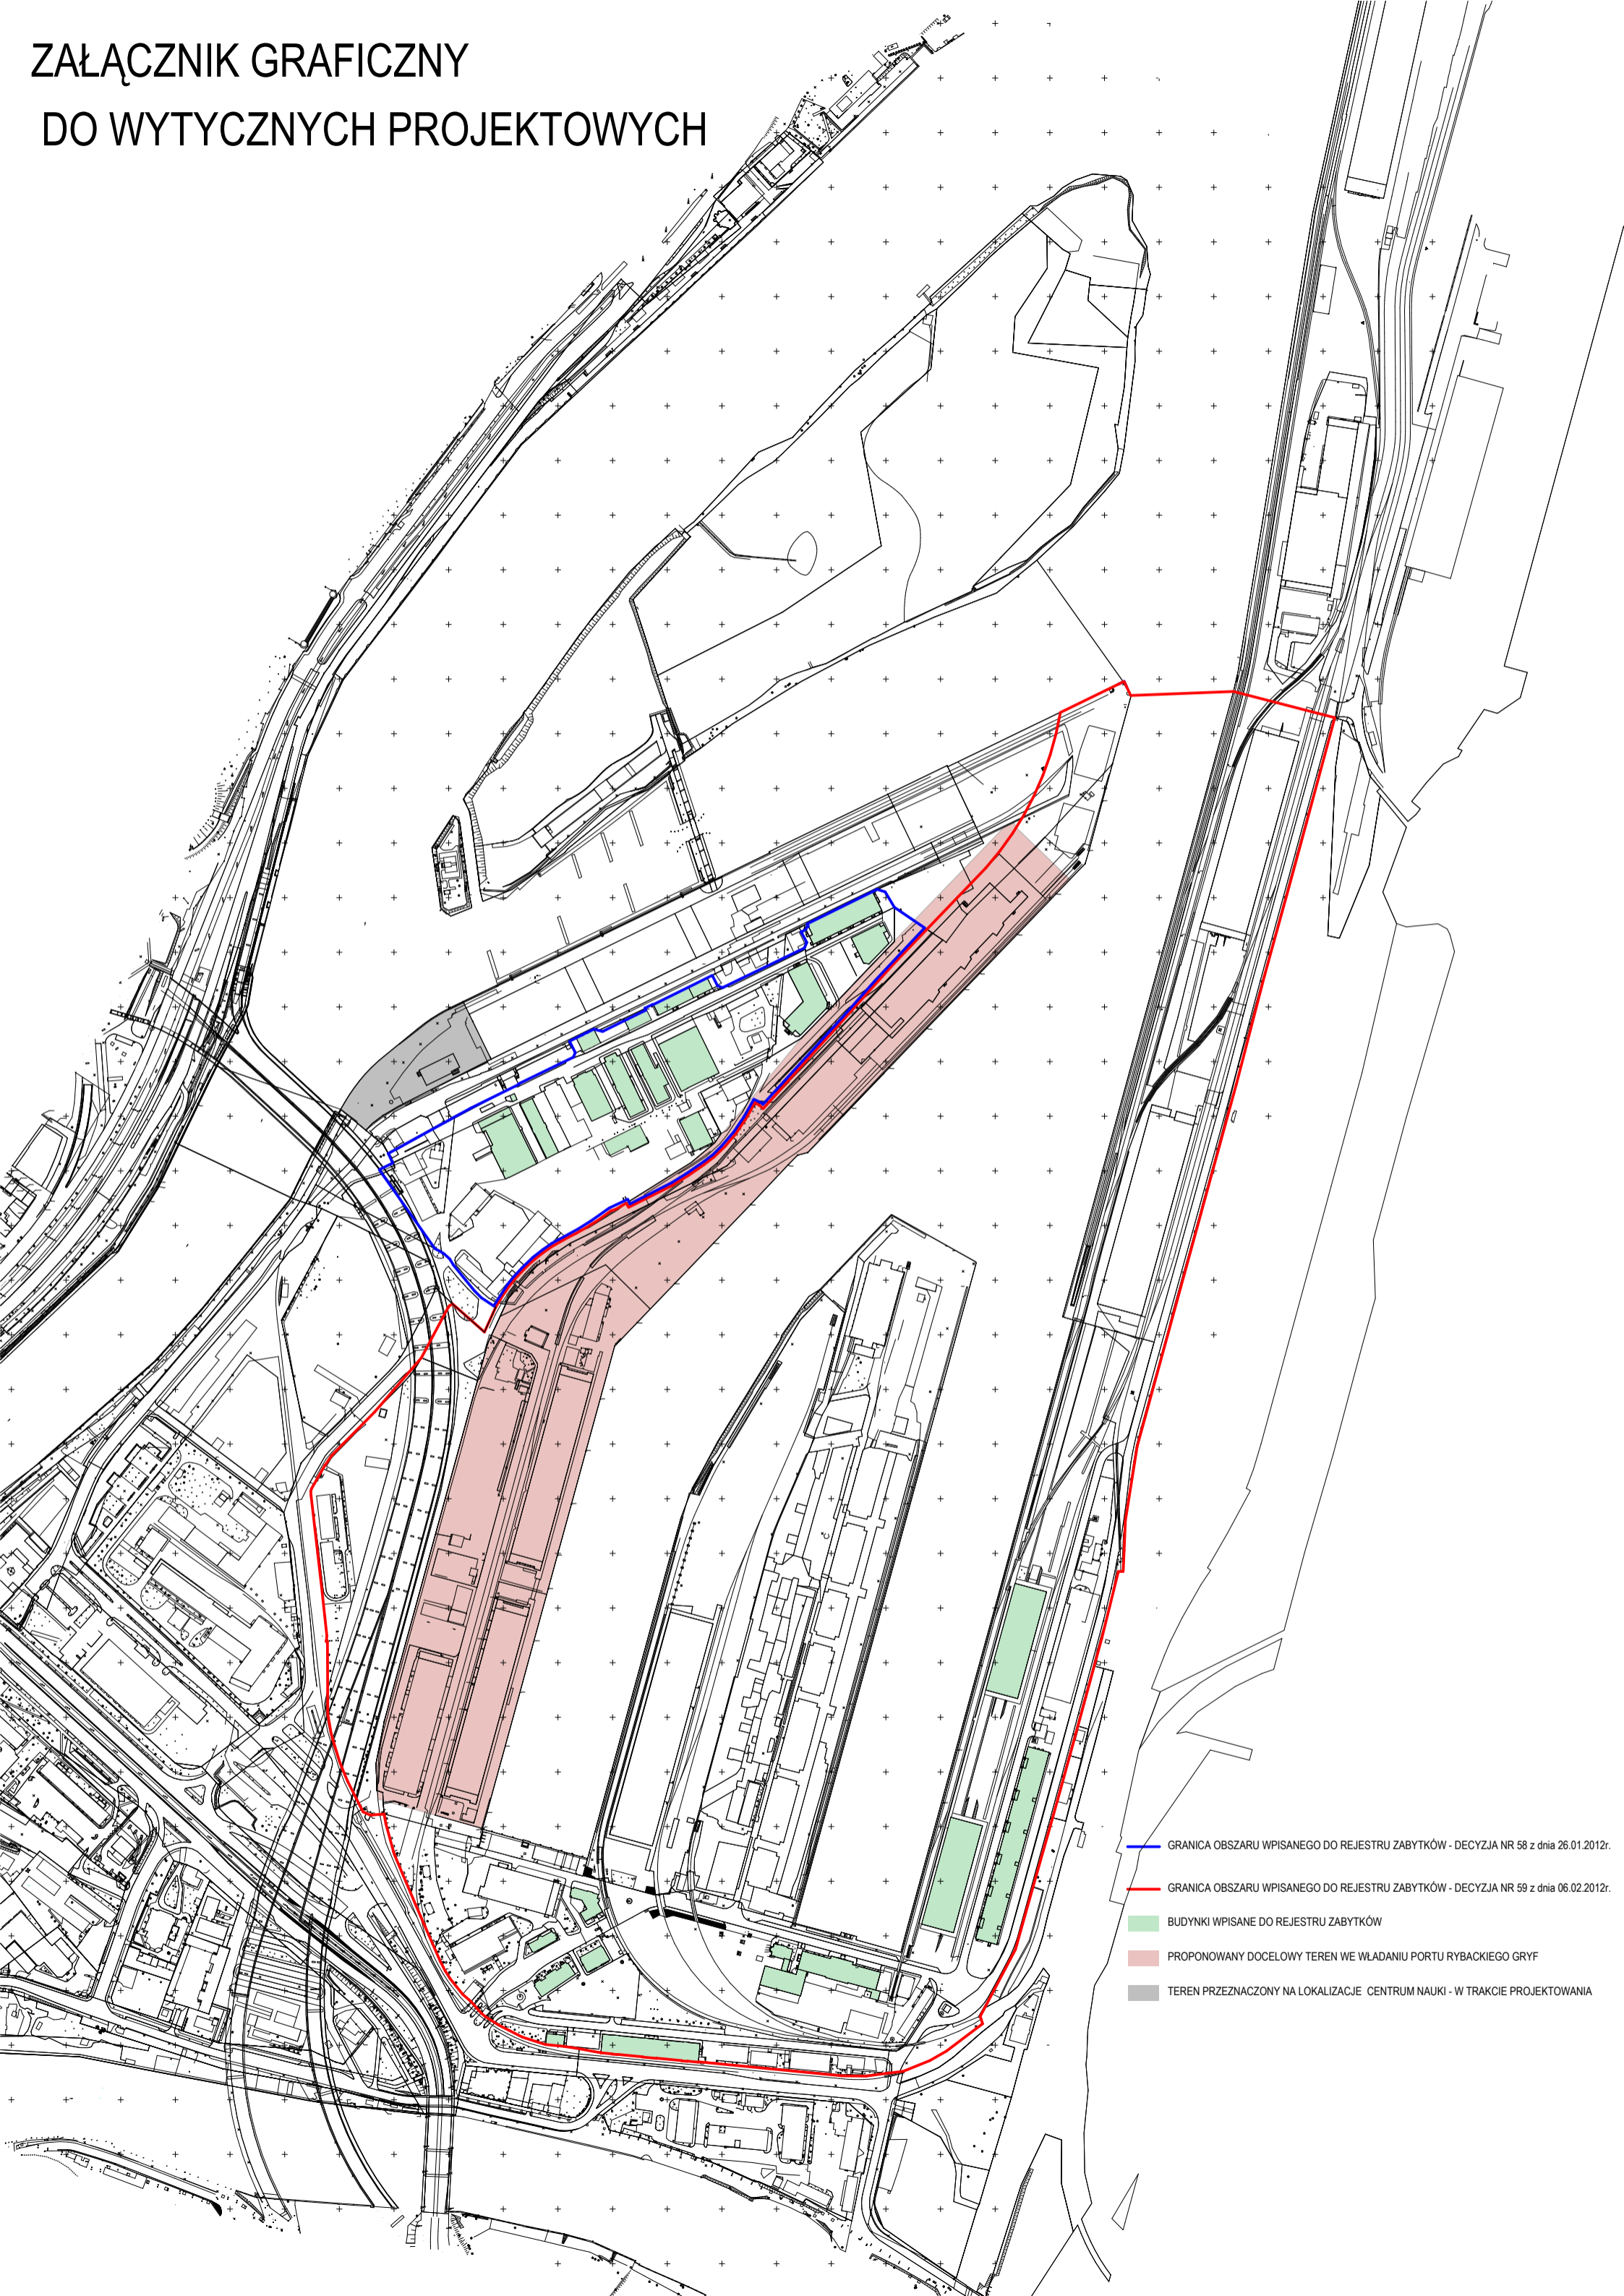 ZAŁĄCZNIK GRAFICZNY
DO WYTYCZNYCH PROJEKTOWYCH
GRANICA OBSZARU WPISANEGO DO REJESTRU ZABYTKÓW - DECYZJA NR 58 z dnia 26.01.2012r.
GRANICA OBSZARU WPISANEGO DO REJESTRU ZABYTKÓW - DECYZJA NR 59 z dnia 06.02.2012r.
BUDYNKI WPISANE DO REJESTRU ZABYTKÓW
PROPONOWANY DOCELOWY TEREN WE WŁADANIU PORTU RYBACKIEGO GRYF
TEREN PRZEZNACZONY NA LOKALIZACJE CENTRUM NAUKI - W TRAKCIE PROJEKTOWANIA